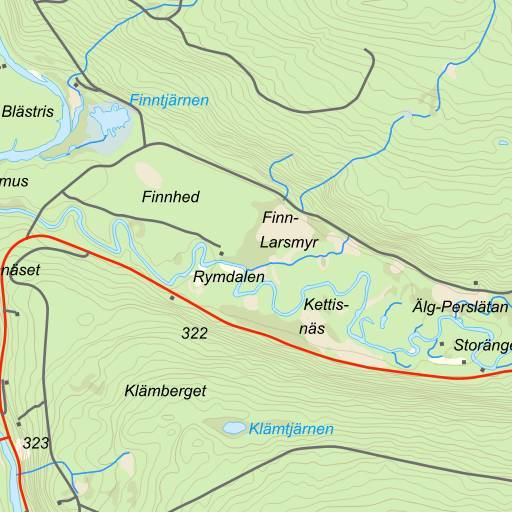 Finntjärnen
Blästris
mus
Finnhed
Finn-
Larsmyr
näset
Rymdalen
Kettis-
näs
Älg-Perslätan
322
Storänge
Klämberget
Klämtjärnen
323